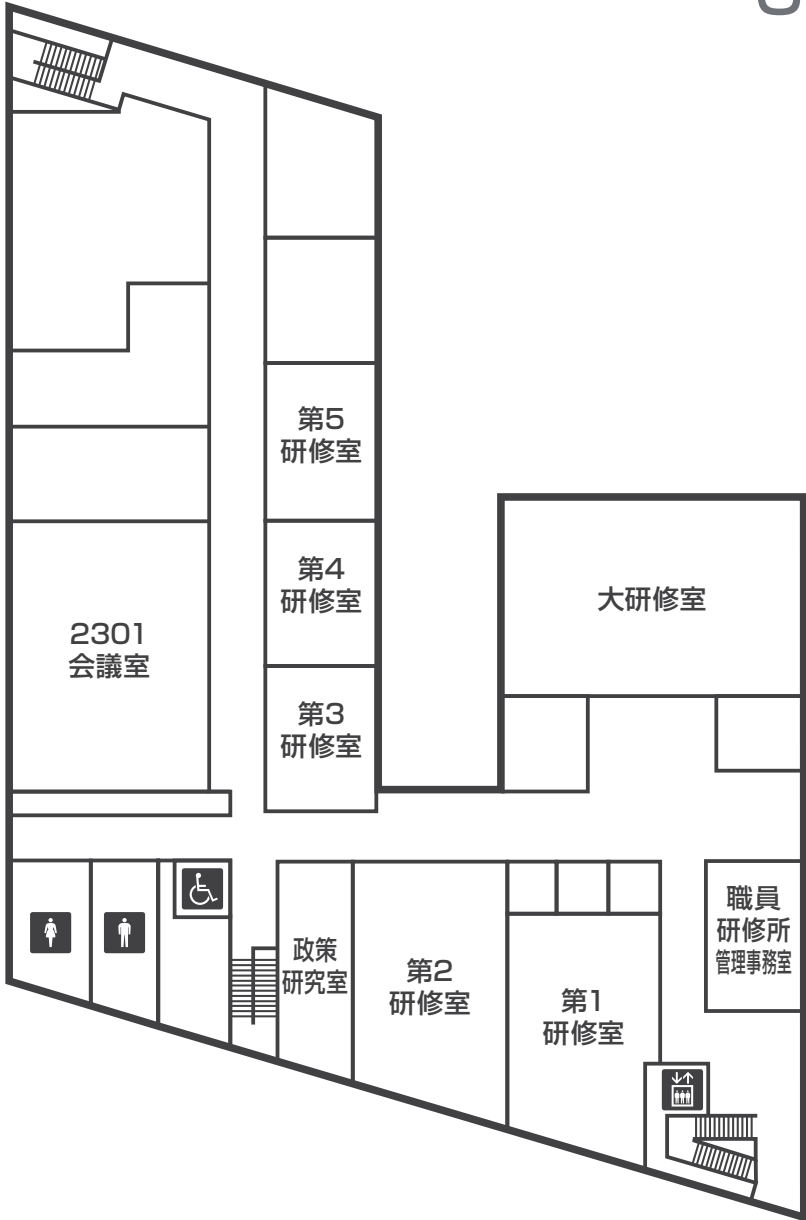 第5
研修室
第4
研修室
大研修室
2301
会議室
第3
研修室
職員
研修所
管理事務室
政策
研究室
第2
研修室
第1
研修室